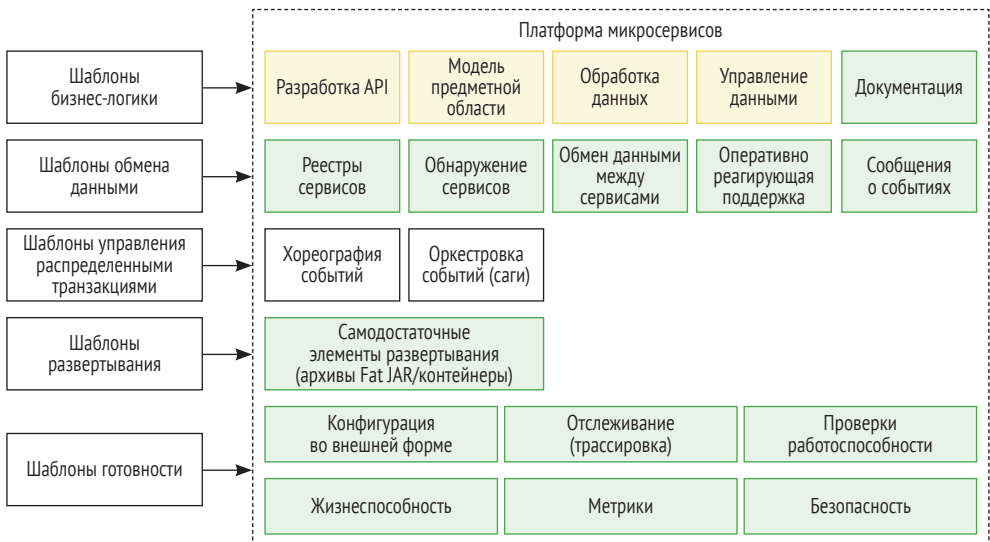 Платформа микросервисов
Шаблоны
бизнес-логики
Разработка API
Модель
предметной
области
Обработка
данных
Управление
данными
Документация
Шаблоны обмена
данными
Реестры
сервисов
Обнаружение
сервисов
Обмен данными
между
сервисами
Оперативно
реагирующая
поддержка
Сообщения
о событиях
Шаблоны управления
распределенными
транзакциями
Хореография
событий
Оркестровка
событий (саги)
Шаблоны
развертывания
Самодостаточные
элементы развертывания
(архивы Fat JAR/контейнеры)
Шаблоны готовности
Конфигурация
во внешней форме
Отслеживание
(трассировка)
Проверки
работоспособности
Жизнеспособность
Метрики
Безопасность